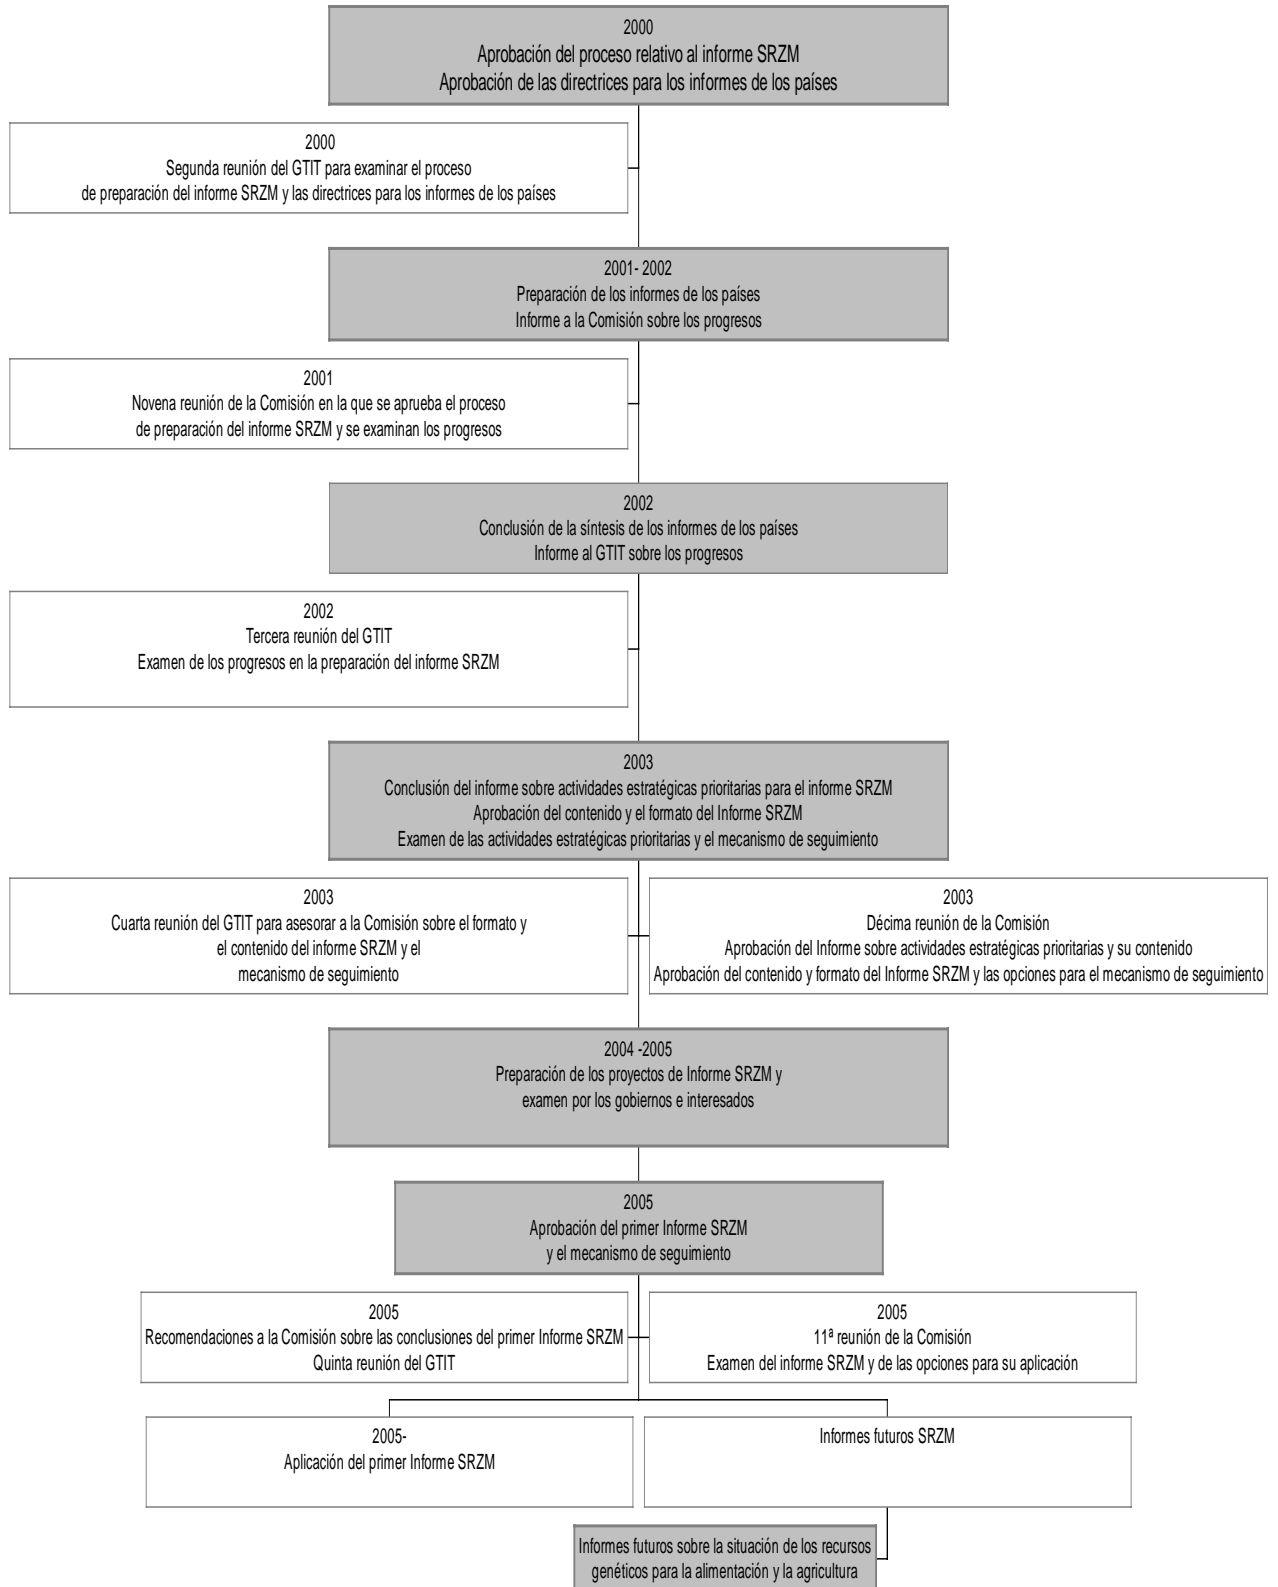 2000
Aprobación del proceso relativo al informe SRZM
Aprobación de las directrices para los informes de los países
2000
Segunda reunión del GTIT para examinar el proceso
de preparación del informe SRZM y las directrices para los informes de los países
2001- 2002
Preparación de los informes de los países
Informe a la Comisión sobre los progresos
2001
Novena reunión de la Comisión en la que se aprueba el proceso
de preparación del informe SRZM y se examinan los progresos
2002
Conclusión de la síntesis de los informes de los países
Informe al GTIT sobre los progresos
2002
Tercera reunión del GTIT
Examen de los progresos en la preparación del informe SRZM
2003
Conclusión del informe sobre actividades estratégicas prioritarias para el informe SRZM
Aprobación del contenido y el formato del Informe SRZM
Examen de las actividades estratégicas prioritarias y el mecanismo de seguimiento
2003
Cuarta reunión del GTIT para asesorar a la Comisión sobre el formato y
el contenido del informe SRZM y el
mecanismo de seguimiento
2003
Décima reunión de la Comisión
Aprobación del Informe sobre actividades estratégicas prioritarias y su contenido
Aprobación del contenido y formato del Informe SRZM y las opciones para el mecanismo de seguimiento
2004 -2005
Preparación de los proyectos de Informe SRZM y
examen por los gobiernos e interesados
2005
Aprobación del primer Informe SRZM
y el mecanismo de seguimiento
2005
Recomendaciones a la Comisión sobre las conclusiones del primer Informe SRZM
Quinta reunión del GTIT
2005
11ª reunión de la Comisión
Examen del informe SRZM y de las opciones para su aplicación
2005-
Aplicación del primer Informe SRZM
Informes futuros SRZM
Informes futuros sobre la situación de los recursos
genéticos para la alimentación y la agricultura